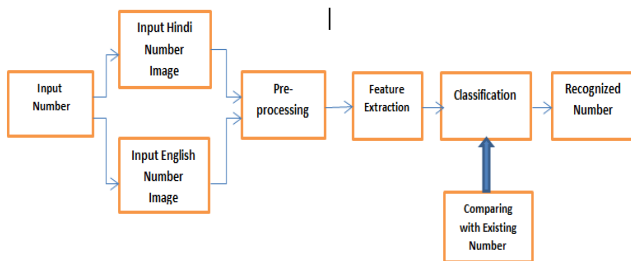 Input Hindi
Number
Image
Input
Number
Input English
Number
Image
Pre-
processing
Feature
Extraction
Classification
Recognized
Number
Comparing
with Existing
Number